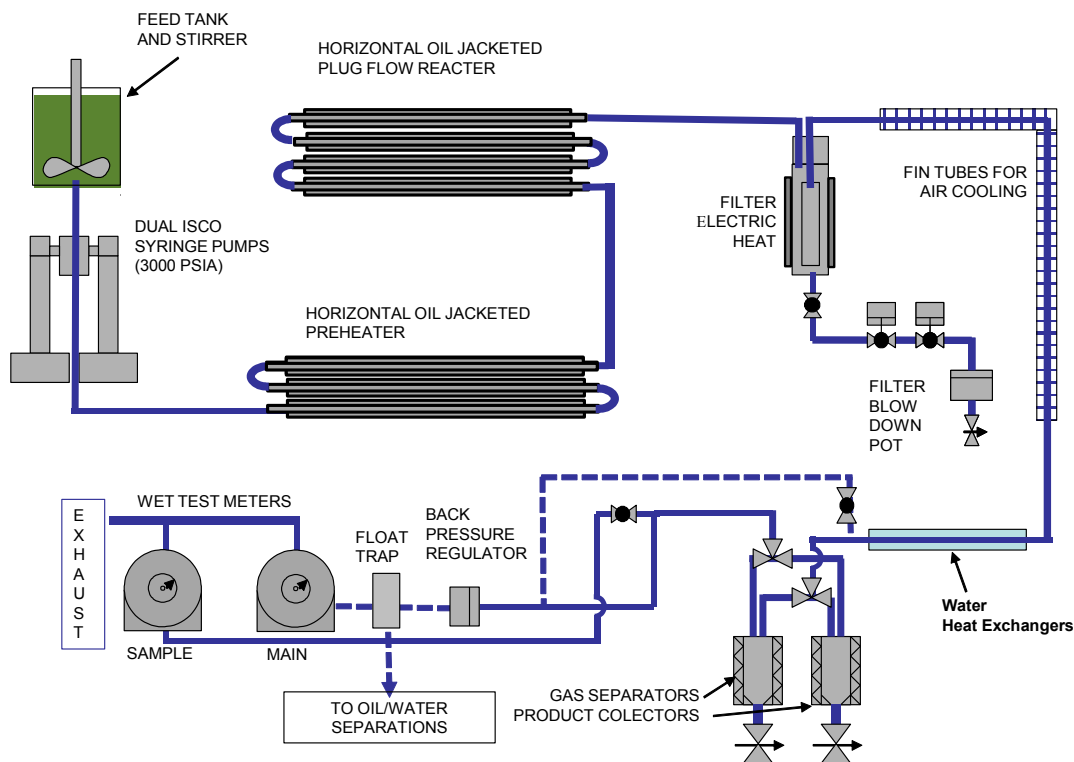 FEED TANK
AND STIRRER
HORIZONTAL OIL JACKETED
PLUG FLOW REACTER
FIN TUBES FOR
AIR COOLING
FILTER
ELECTRIC
HEAT
DUAL ISCO
SYRINGE PUMPS
(3000 PSIA)
HORIZONTAL OIL JACKETED
PREHEATER
FILTER
BLOW
DOWN
POT
WET TEST METERS
EXHAUST
FLOAT
TRAP
BACK
PRESSURE
REGULATOR
Water
Heat Exchangers
SAMPLE
MAIN
GAS SEPARATORS
PRODUCT COLECTORS
TO OIL/WATER
SEPARATIONS